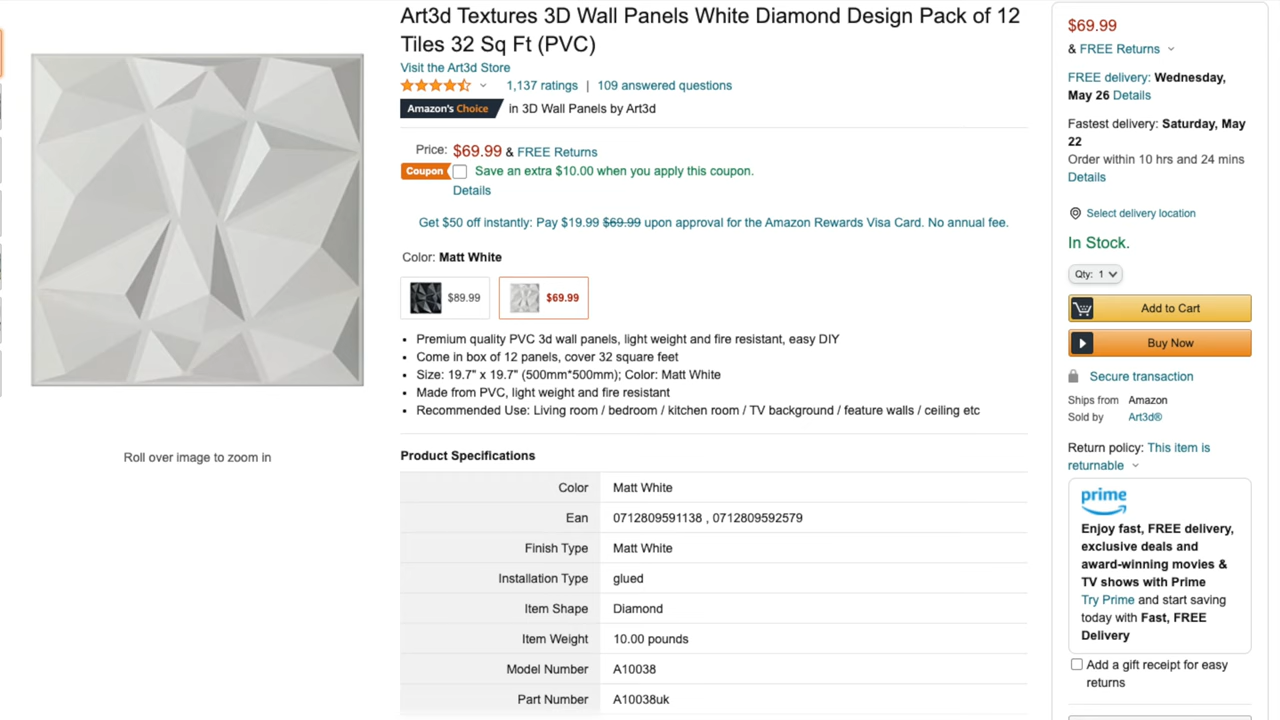 Art3d Textures 3D Wall Panels White Diamond Design Pack of 12
Tiles 32 Sq Ft (PVC)
Visit the Art3d Store
1,137 ratings | 109 answered questions
Amazon's Choice in 3D Wall Panels by Art3d
Price: $69.99 & FREE Returns
Coupon Save an extra $10.00 when you apply this coupon.
Details
Get $50 off instantly: Pay $19.99 $69.99 upon approval for the Amazon Rewards Visa Card. No annual fee.
Color: Matt White
$89.99 $69.99
• Premium quality PVC 3d wall panels, light weight and fire resistant, easy DIY
• Come in box of 12 panels, cover 32 square feet
• Size: 19.7" x 19.7" (500mm*500mm); Color: Matt White
• Made from PVC, light weight and fire resistant
• Recommended Use: Living room / bedroom / kitchen room / TV background / feature walls / ceiling etc
Roll over image to zoom in
Product Specifications
Color Matt White
Ean 0712809591138 , 0712809592579
Finish Type Matt White
Installation Type glued
Item Shape Diamond
Item Weight 10.00 pounds
Model Number A10038
Part Number A10038uk
$69.99
& FREE Returns
FREE delivery: Wednesday,
May 26 Details
Fastest delivery: Saturday, May
22
Order within 10 hrs and 24 mins
Details
Select delivery location
In Stock.
Qty: 1
Add to Cart
Buy Now
Secure transaction
Ships from Amazon
Sold by Art3d®
Return policy: This item is
returnable
prime
Enjoy fast, FREE delivery,
exclusive deals and
award-winning movies &
TV shows with Prime
Try Prime and start saving
today with Fast, FREE
Delivery
Add a gift receipt for easy
returns